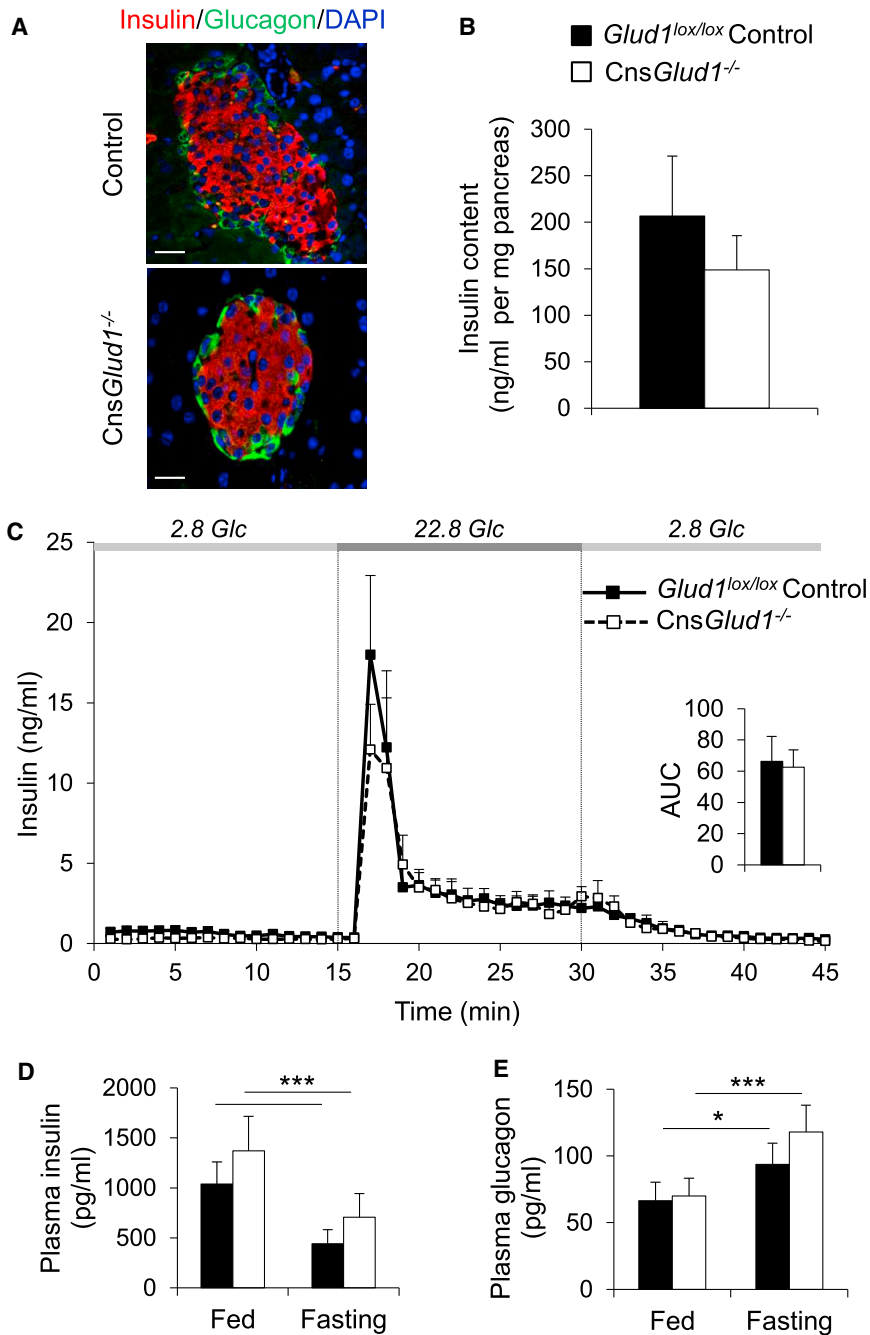 A
Insulin/Glucagon/DAPI
Control
CnsGlud1-/-
B
Glud1lox/lox Control
CnsGlud1-/-
Insulin content
(ng/ml per mg pancreas)
300
250
200
150
100
50
0
C
2.8 Glc
22.8 Glc
2.8 Glc
Glud1lox/lox Control
CnsGlud1-/-
Insulin (ng/ml)
25
20
15
10
5
0
0
5
10
15
20
25
30
35
40
45
Time (min)
AUC
100
80
60
40
20
0
D
Plasma insulin
(pg/ml)
2000
1500
1000
500
0
***
Fed
Fasting
E
Plasma glucagon
(pg/ml)
150
100
50
0
***
*
Fed
Fasting